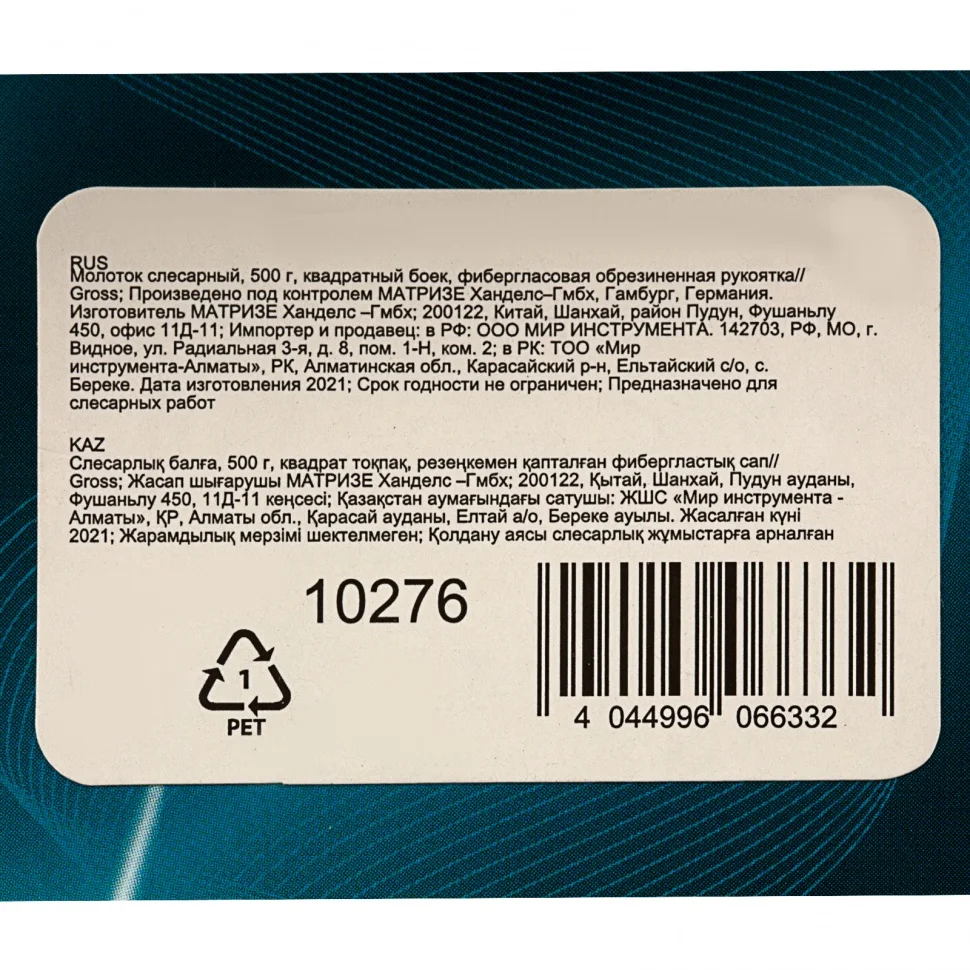 RUS
Молоток слесарный, 500 г, квадратный боек, фибергласовая обрезиненная рукоятка//
Gross; Произведено под контролем МАТРИЗЕ Ханделс–Гмбх, Гамбург, Германия.
Изготовитель МАТРИЗЕ Ханделс –Гмбх; 200122, Китай, Шанхай, район Пудун, Фушаньлу
450, офис 11Д-11; Импортер и продавец: в РФ: ООО МИР ИНСТРУМЕНТА. 142703, РФ, МО, г.
Видное, ул. Радиальная 3-я, д. 8, пом. 1-Н, ком. 2; в РК: ТОО «Мир
инструмента-Алматы», РК, Алматинская обл., Карасайский р-н, Ельтайский с/о, с.
Береке. Дата изготовления 2021; Срок годности не ограничен; Предназначено для
слесарных работ
KAZ
Слесарлық балға, 500 г, квадрат тоқпақ, резеңкемен қапталған фибергластық сап//
Gross; Жасап шығарушы МАТРИЗЕ Ханделс –Гмбх; 200122, Қытай, Шанхай, Пудун ауданы,
Фушаньлу 450, 11Д-11 кеңсесі; Қазақстан аумағындағы сатушы: ЖШС «Мир инструмента -
Алматы», ҚР, Алматы обл., Қарасай ауданы, Елтай а/о, Береке ауылы. Жасалған күні
2021; Жарамдылық мерзімі шектелмеген; Қолдану аясы слесарлық жұмыстарға арналған
10276
1
PET
4 044996 066332